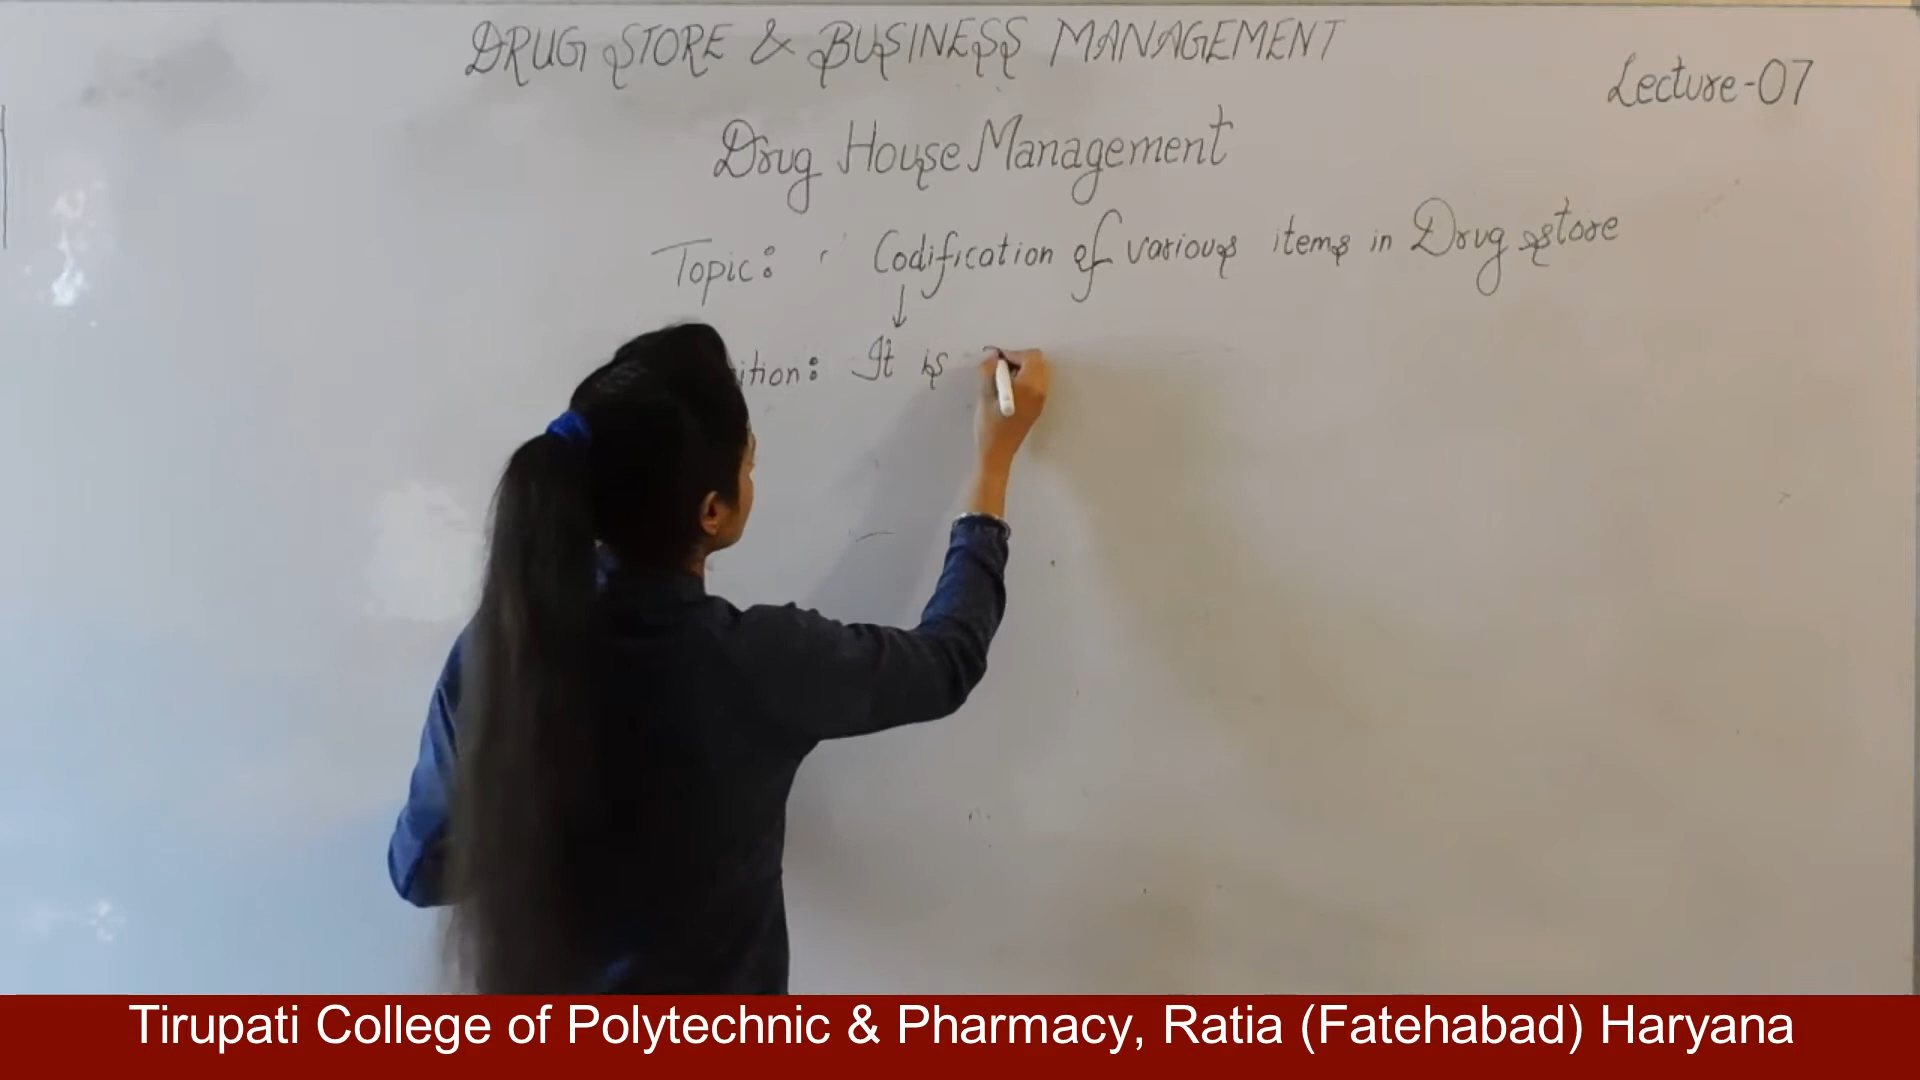 DRUG STORE & BUSINESS MANAGEMENT
Lecture-07
Drug House Management
Topic: Codification of various items in Drug store
ition: It is
Tirupati College of Polytechnic & Pharmacy, Ratia (Fatehabad) Haryana